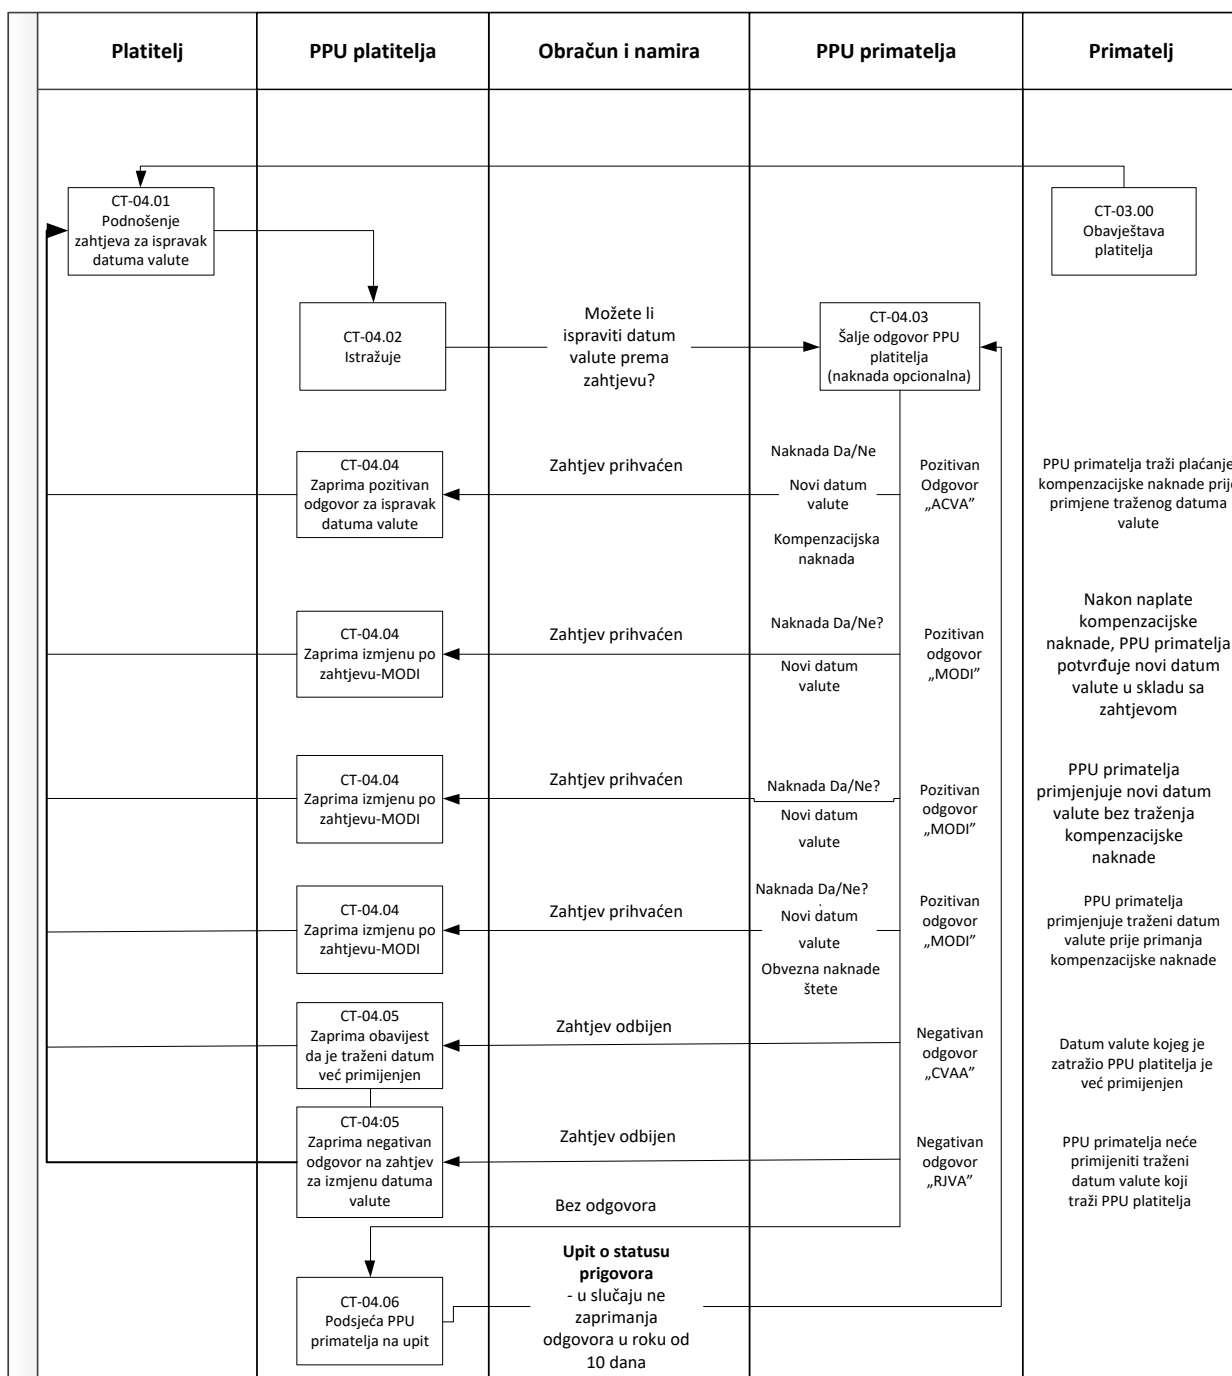 Platitelj
PPU platitelja
Obračun i namira
PPU primatelja
Primatelj
CT-04.01
Podnošenje
zahtjeva za ispravak
datuma valute
CT-03.00
Obavještava
platitelja
CT-04.02
Istražuje
Možete li
ispraviti datum
valute prema
zahtjevu?
CT-04.03
Šalje odgovor PPU
platitelja
(naknada opcionalna)
CT-04.04
Zaprima pozitivan
odgovor za ispravak
datuma valute
Zahtjev prihvaćen
Naknada Da/Ne
Novi datum
valute
Kompenzacijska
naknada
Pozitivan
Odgovor
„ACVA”
PPU primatelja traži plaćanje
kompenzacijske naknade prij
primjene traženog datuma
valute
CT-04.04
Zaprima izmjenu po
zahtjevu-MODI
Zahtjev prihvaćen
Naknada Da/Ne?
Novi datum
valute
Pozitivan
odgovor
„MODI”
Nakon naplate
kompenzacijske
naknade, PPU primatelja
potvrđuje novi datum
valute u skladu sa
zahtjevom
CT-04.04
Zaprima izmjenu po
zahtjevu-MODI
Zahtjev prihvaćen
Naknada Da/Ne?
Novi datum
valute
Pozitivan
odgovor
„MODI”
PPU primatelja
primjenjuje novi datum
valute bez traženja
kompenzacijske
naknade
CT-04.04
Zaprima izmjenu po
zahtjevu-MODI
Zahtjev prihvaćen
Naknada Da/Ne?
Novi datum
valute
Obvezna naknade
štete
Pozitivan
odgovor
„MODI”
PPU primatelja
primjenjuje traženi datum
valute prije primanja
kompenzacijske naknade
CT-04.05
Zaprima obavijest
da je traženi datum
već primijenjen
Zahtjev odbijen
Negativan
odgovor
„CVAA”
Datum valute kojeg je
zatražio PPU platitelja je
već primijenjen
CT-04:05
Zaprima negativan
odgovor na zahtjev
za izmjenu datuma
valute
Zahtjev odbijen
Negativan
odgovor
„RJVA”
PPU primatelja neće
primijeniti traženi
datum valute koji
traži PPU platitelja
Bez odgovora
CT-04.06
Podsjeća PPU
primatelja na upit
Upit o statusu
prigovora
- u slučaju ne
zaprimanja
odgovora u roku od
10 dana